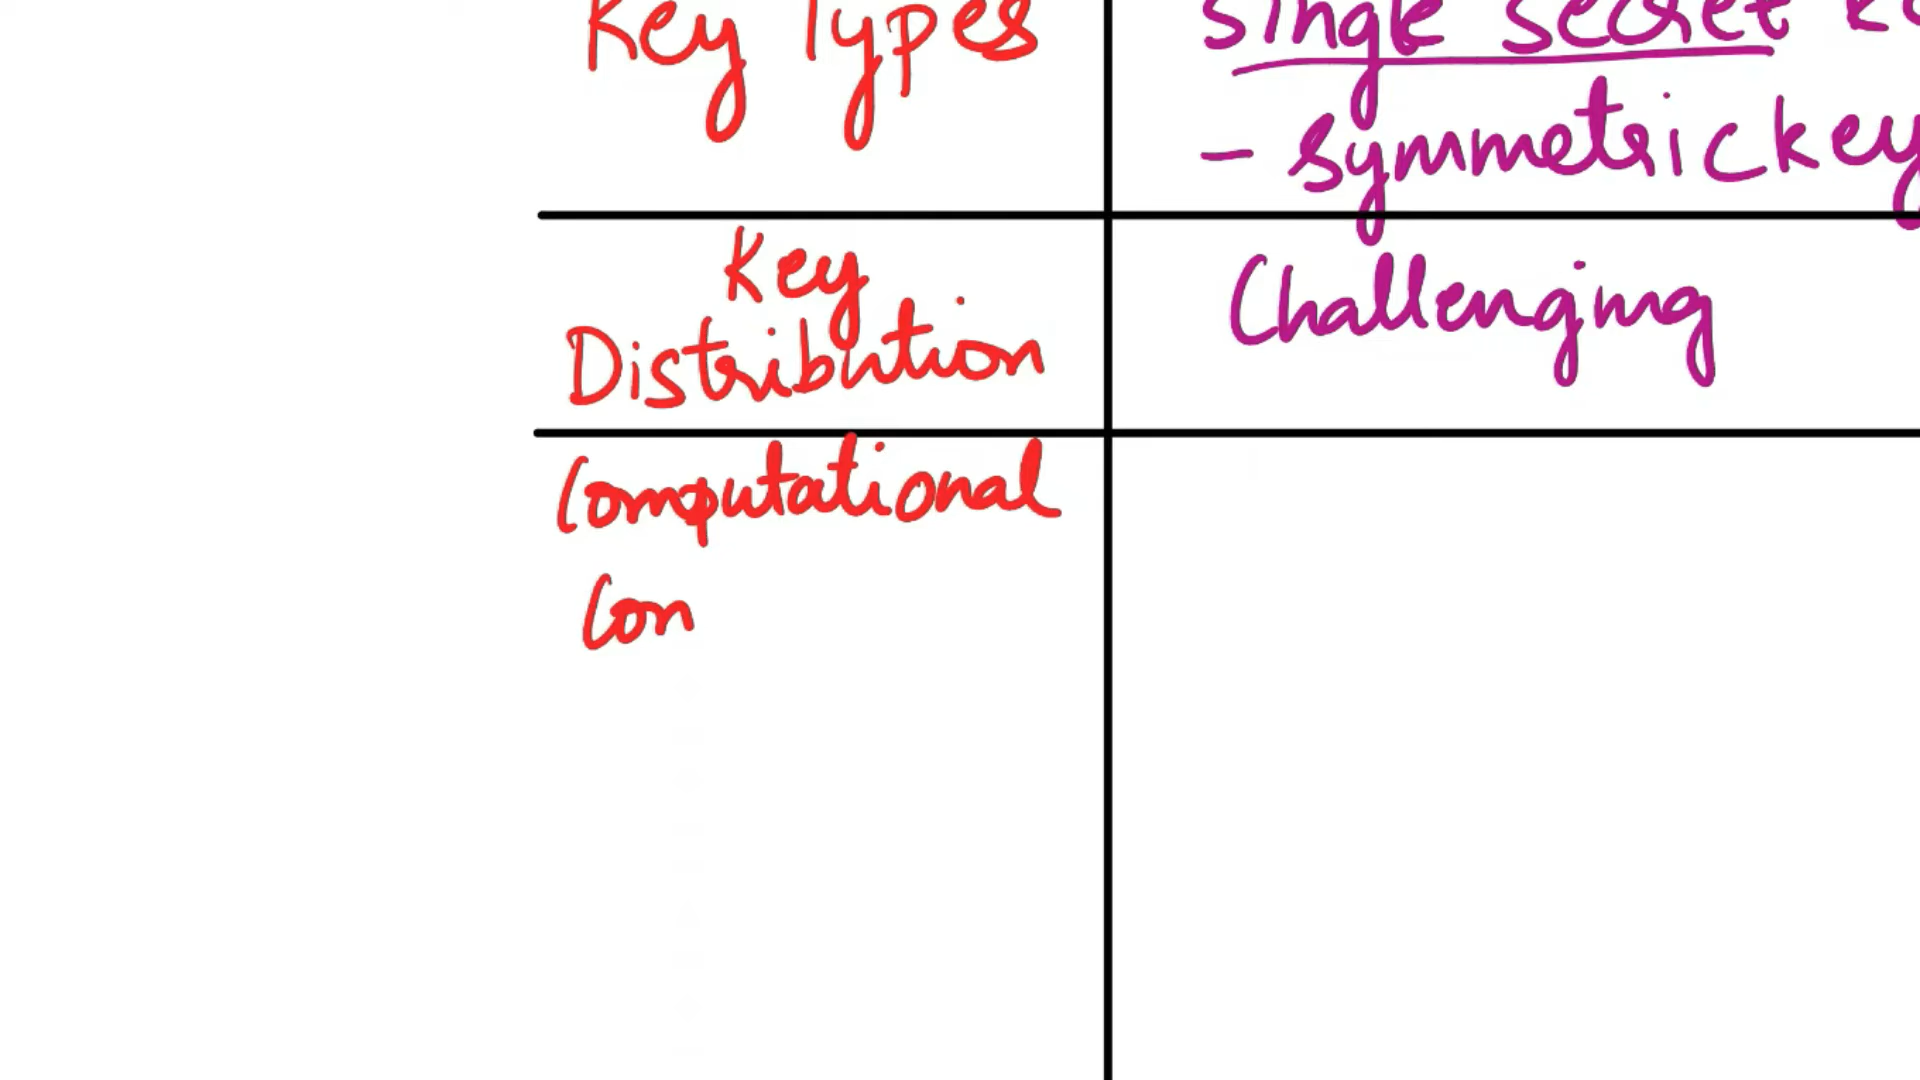 Key Types
single secret
- symmetric key
Key
Distribution
Challenging
Computational
Con